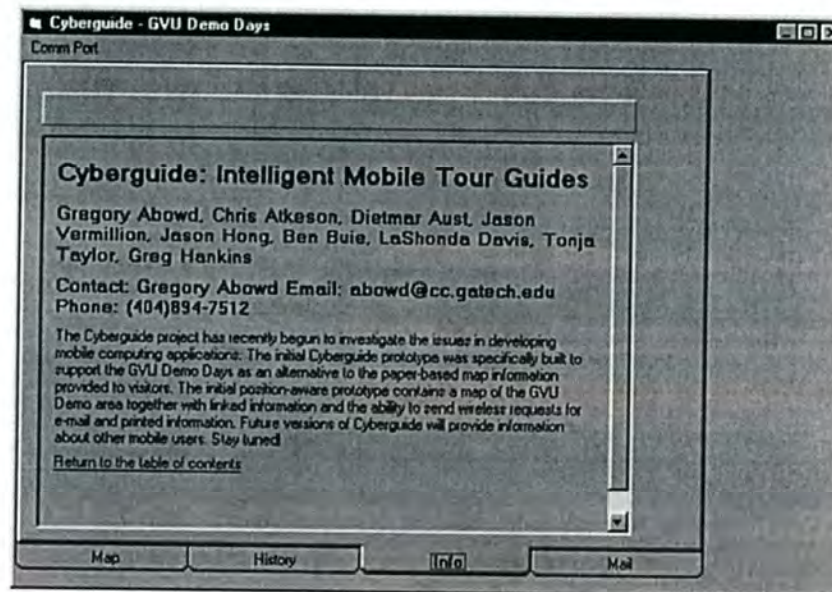 Cyberguide - GVU Demo Days
Comm Port
Cyberguide: Intelligent Mobile Tour Guides
Gregory Abowd, Chris Atkeson, Dietmar Aust, Jason
Vermillion, Jason Hong, Ben Buie, LaShonda Davis, Tonja
Taylor, Greg Hankins
Contact: Gregory Abowd Email: abowd@cc.gatech.edu
Phone: (404)894-7512
The Cyberguide project has recently begun to investigate the issues in developing
mobile computing applications. The initial Cyberguide prototype was specifically built to
support the GVU Demo Days as an alternative to the paper-based map information
provided to visitors. The initial position-aware prototype contains a map of the GVU
Demo area together with linked information and the ability to send wireless requests for
e-mail and printed information. Future versions of Cyberguide will provide information
about other mobile users. Stay tuned!
Return to the table of contents
Map History Info Mail